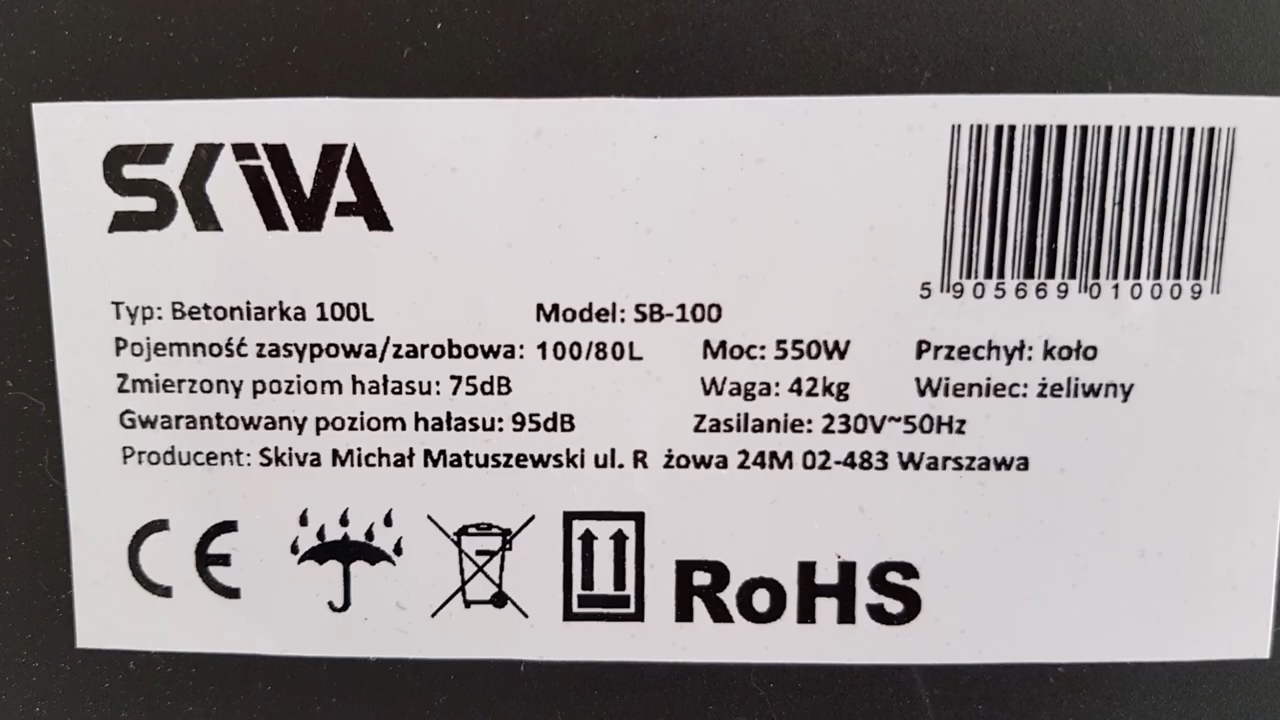 SKIVA
5 905669 010009
Typ: Betoniarka 100L Model: SB-100
Pojemność zasypowa/zarobowa: 100/80L Moc: 550W Przechył: koło
Zmierzony poziom hałasu: 75dB Waga: 42kg Wieniec: żeliwny
Gwarantowany poziom hałasu: 95dB Zasilanie: 230V~50Hz
Producent: Skiva Michał Matuszewski ul. R żowa 24M 02-483 Warszawa
CE RoHS